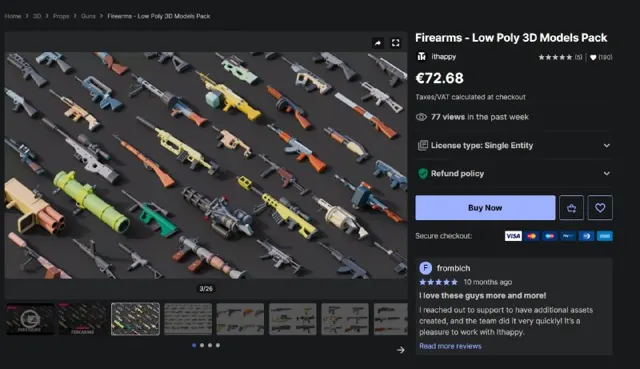 Home > 3D > Props > Guns > Firearms - Low Poly 3D Models Pack
Firearms - Low Poly 3D Models Pack
ithappy
(5) | (190)
€72.68
Taxes/VAT calculated at checkout
77 views in the past week
License type: Single Entity
Refund policy
Buy Now
Secure checkout: VISA
F frombich
10 months ago
I love these guys more and more!
I reached out to support to have additional assets
created, and the team did it very quickly! It's a
pleasure to work with Ithappy.
Read more reviews
3/26